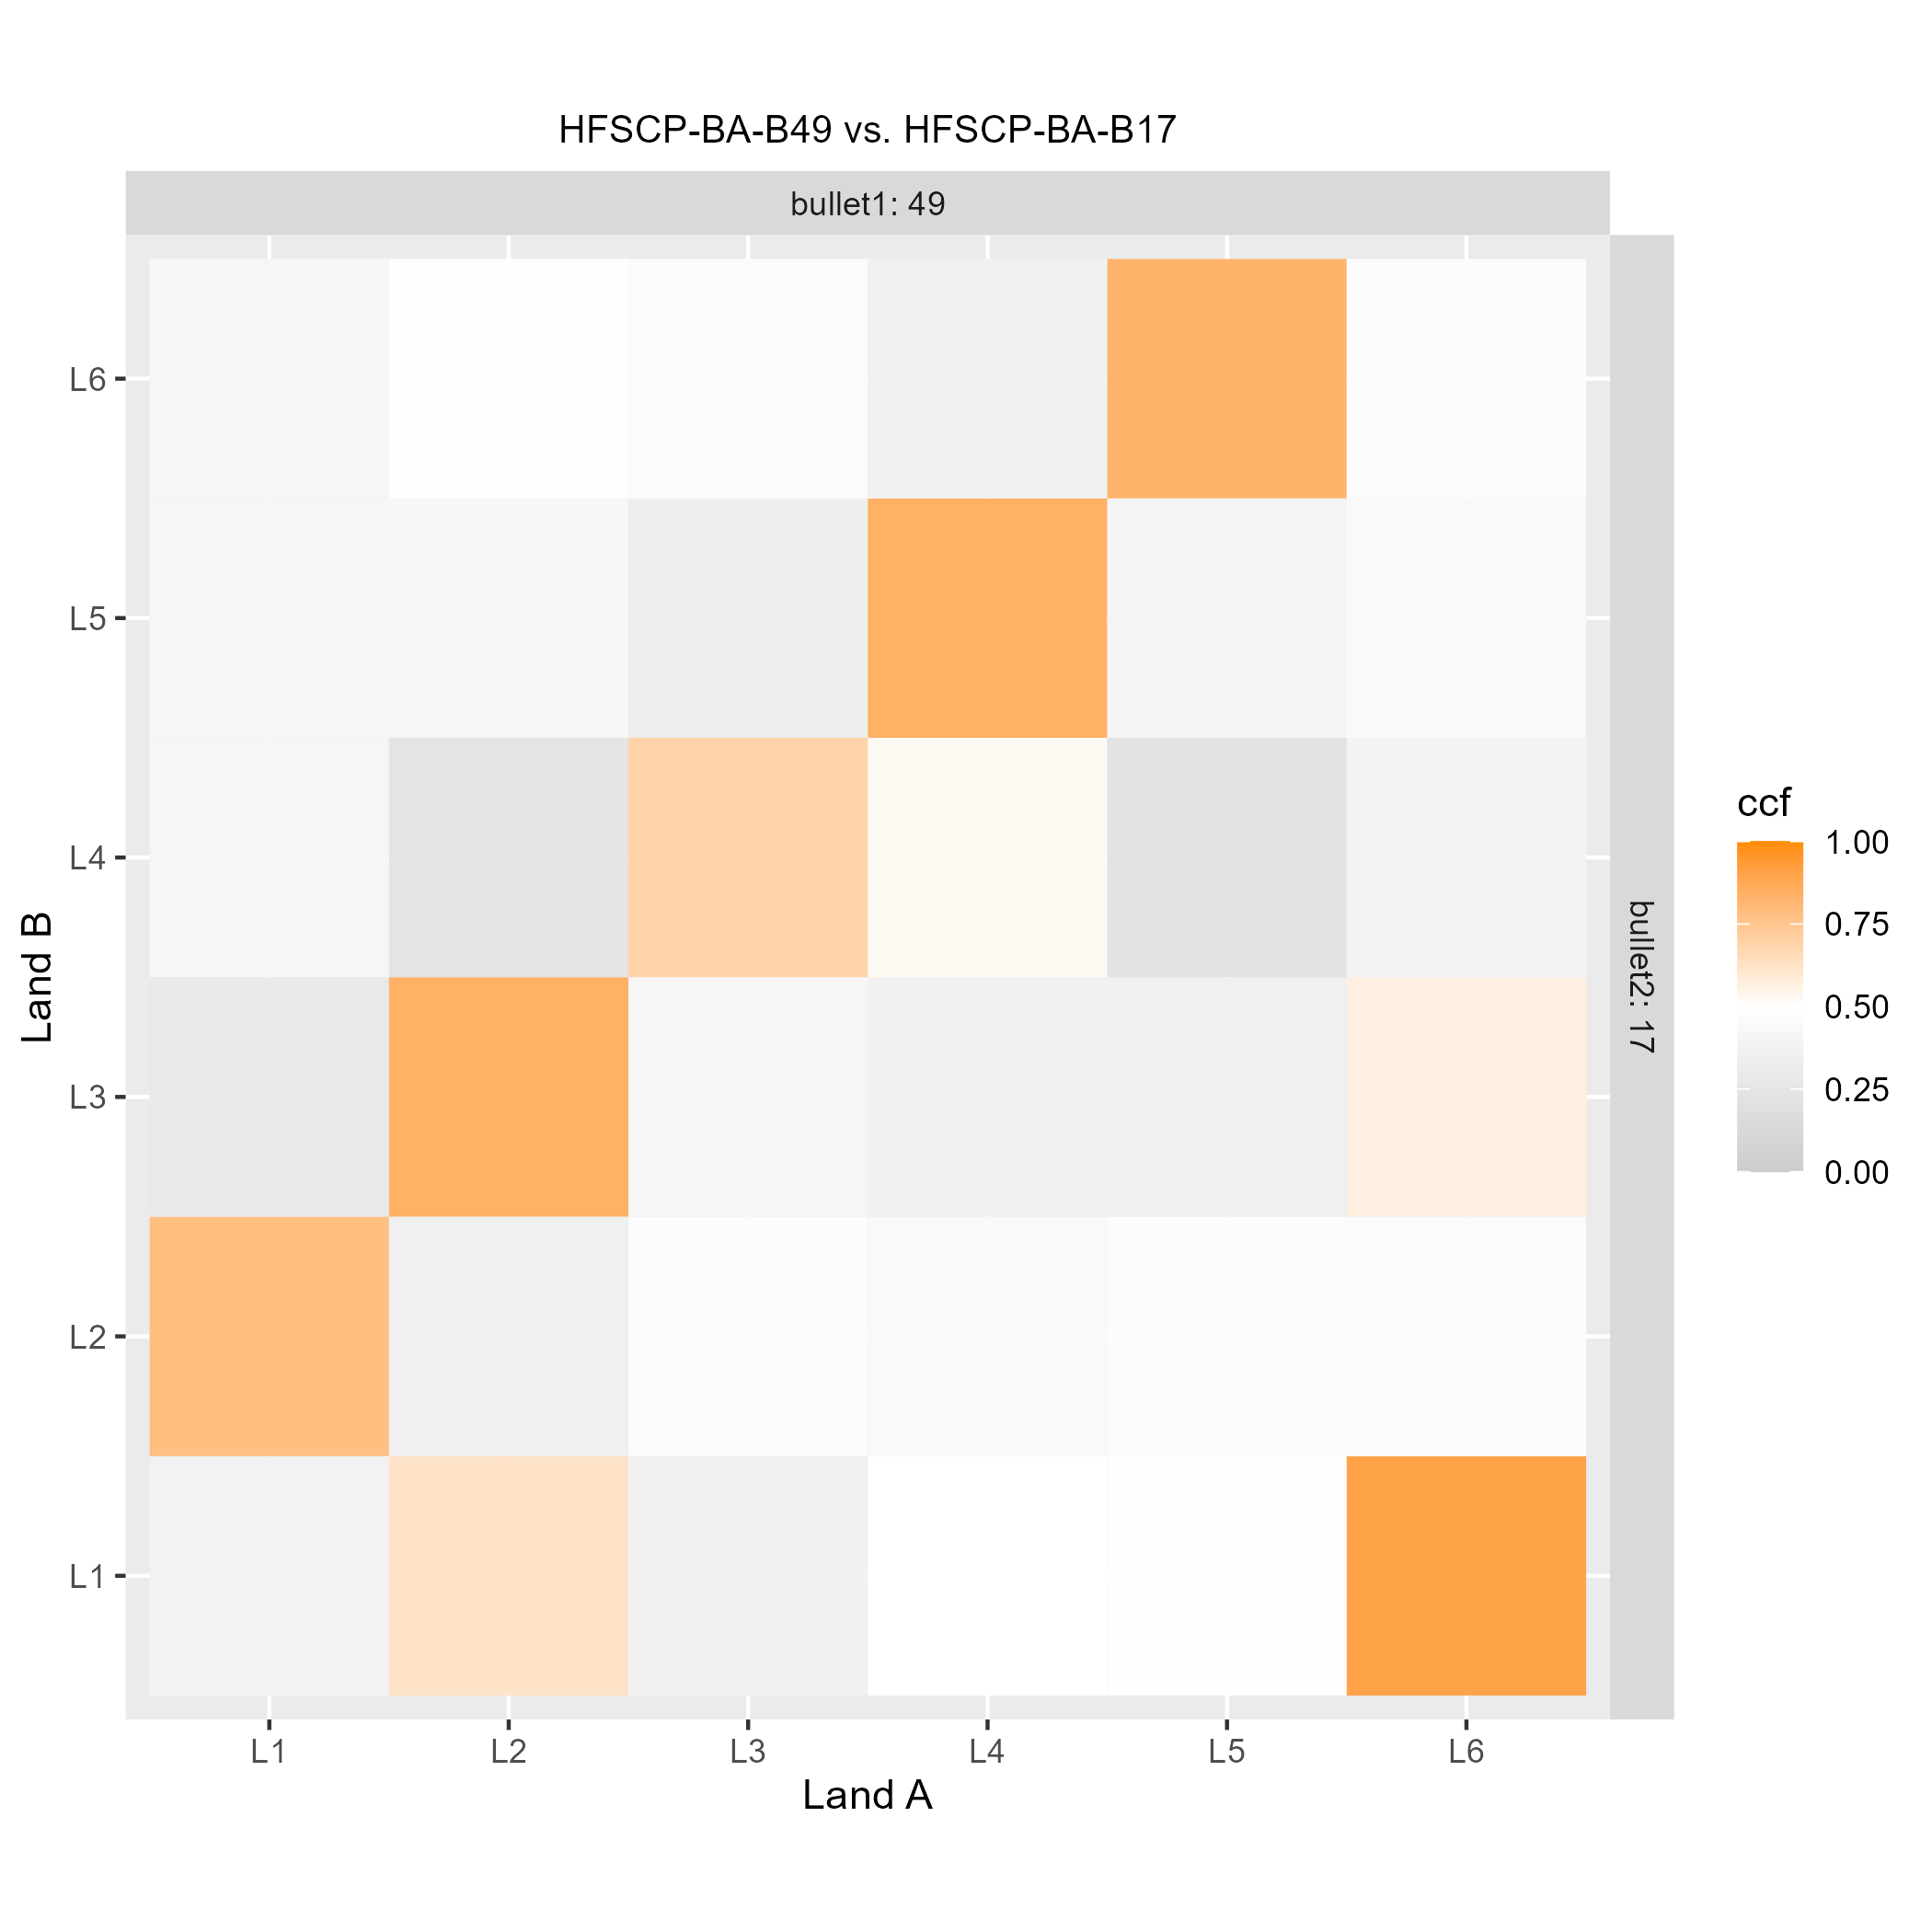 HFSCP-BA-B49 vs. HFSCP-BA-B17
bullet1: 49
L6
L5
L4
L3
L2
L1
Land B
bullet2: 17
L1 L2 L3 L4 L5 L6
Land A
ccf
1.00
0.75
0.50
0.25
0.00